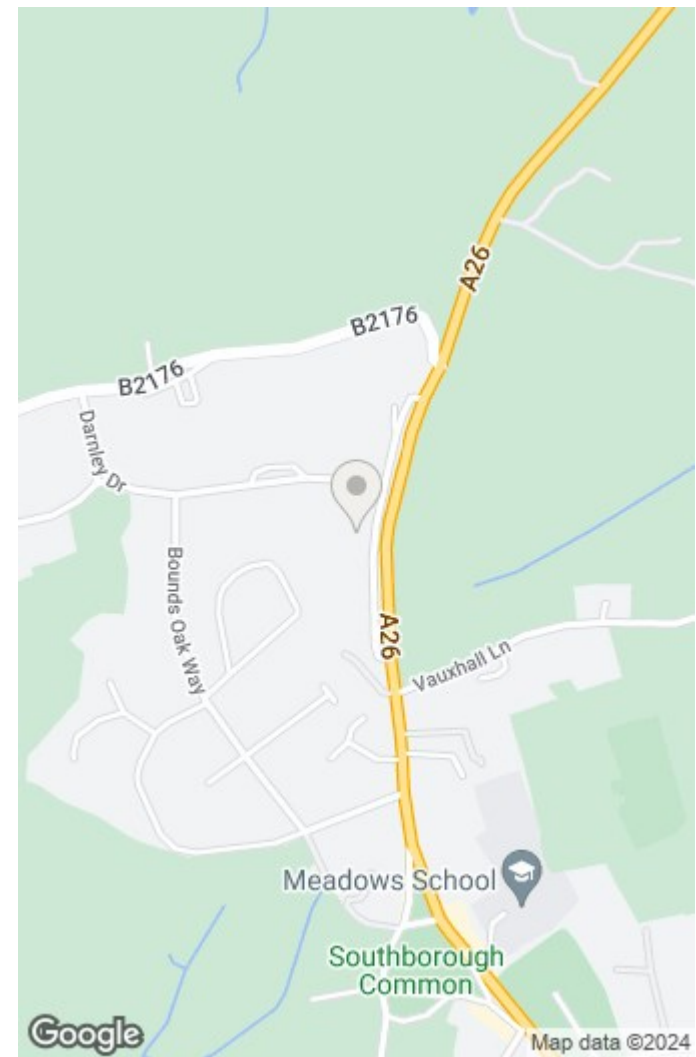 A26
B2176
B2176
Darnley Dr
Bounds Oak Way
A26
Vauxhall Ln
Meadows School
Southborough
Common
Google
Map data ©2024